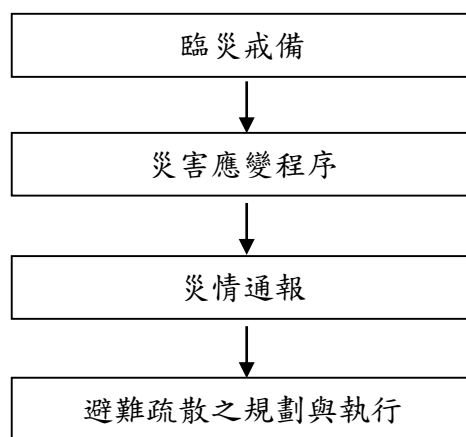 臨災戒備
災害應變程序
災情通報
避難疏散之規劃與執行